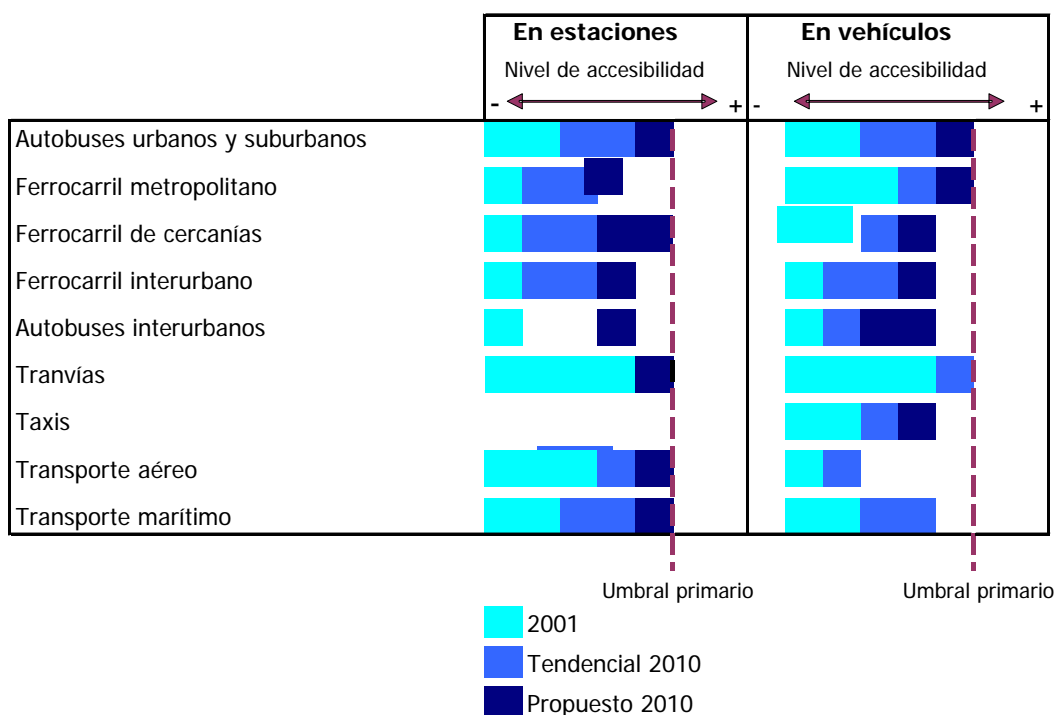 En estaciones
En vehículos
Nivel de accesibilidad
Nivel de accesibilidad
- +
- +
Autobuses urbanos y suburbanos
Ferrocarril metropolitano
Ferrocarril de cercanías
Ferrocarril interurbano
Autobuses interurbanos
Tranvías
Taxis
Transporte aéreo
Transporte marítimo
Umbral primario
Umbral primario
2001
Tendencial 2010
Propuesto 2010